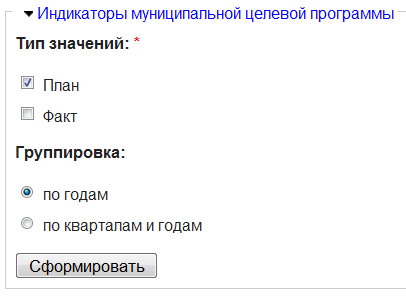 Индикаторы муниципальной целевой программы
Тип значений: *
План
Факт
Группировка:
по годам
по кварталам и годам
Сформировать